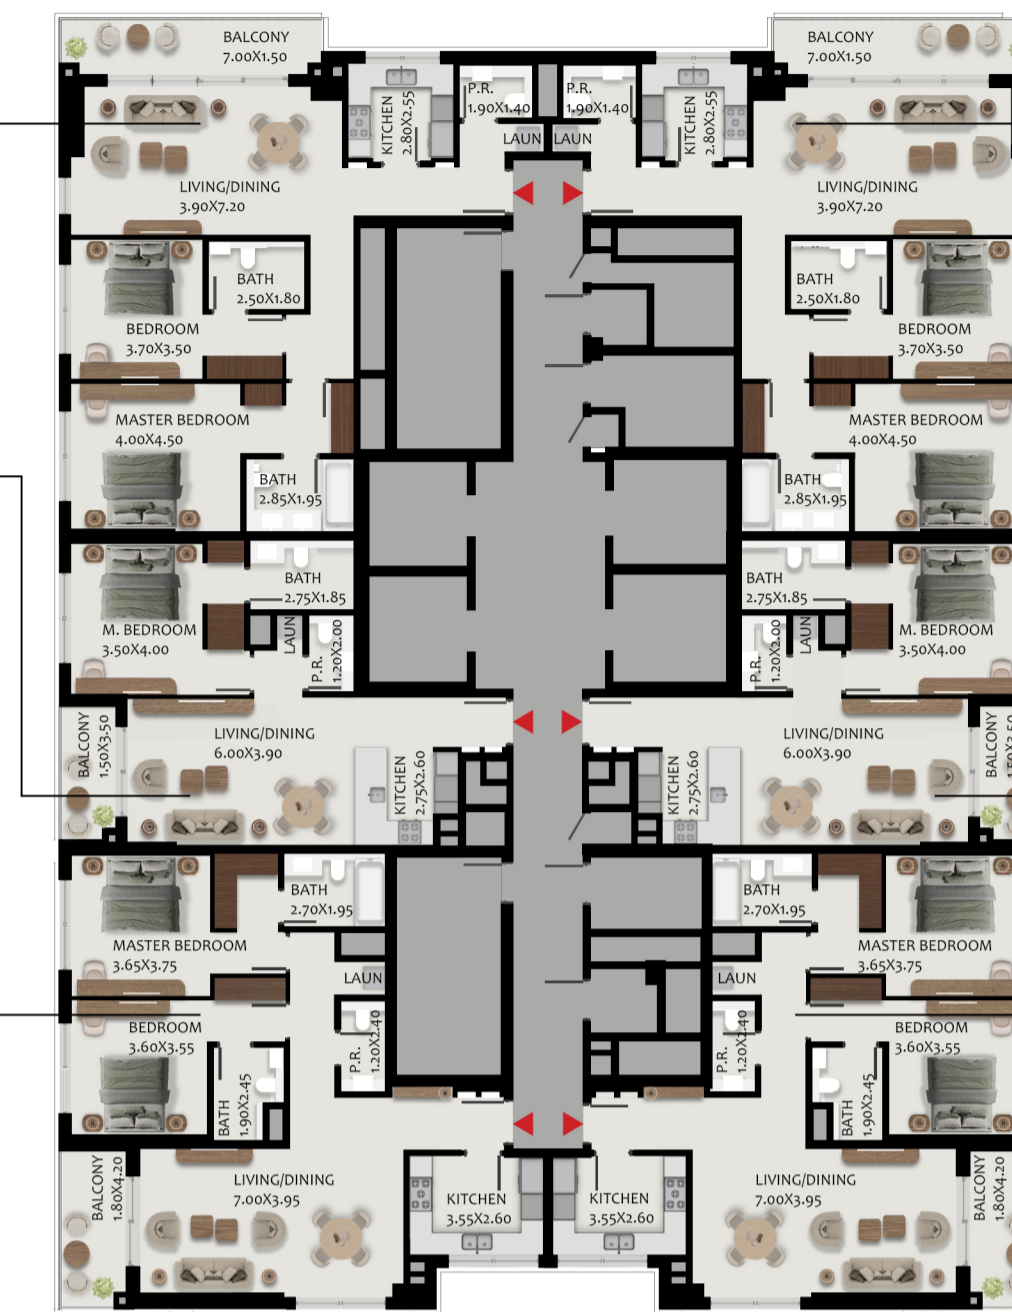 BALCONY
7.00X1.50
BALCONY
7.00X1.50
KITCHEN
2.80X2.55
P.R.
1.90X1.40
P.R.
1.90X1.40
KITCHEN
2.80X2.55
LAUN
LAUN
LIVING/DINING
3.90X7.20
LIVING/DINING
3.90X7.20
BATH
2.50X1.80
BATH
2.50X1.80
BEDROOM
3.70X3.50
BEDROOM
3.70X3.50
MASTER BEDROOM
4.00X4.50
MASTER BEDROOM
4.00X4.50
BATH
2.85X1.95
BATH
2.85X1.95
BATH
2.75X1.85
BATH
2.75X1.85
M. BEDROOM
3.50X4.00
LAUN
P.R.
1.20X2.00
P.R.
1.20X2.00
LAUN
M. BEDROOM
3.50X4.00
BALCONY
1.50X3.50
LIVING/DINING
6.00X3.90
KITCHEN
2.75X2.60
KITCHEN
2.75X2.60
LIVING/DINING
6.00X3.90
BALCONY
1.50X3.50
BATH
2.70X1.95
BATH
2.70X1.95
MASTER BEDROOM
3.65X3.75
MASTER BEDROOM
3.65X3.75
LAUN
LAUN
BEDROOM
3.60X3.55
P.R.
1.20X2.40
P.R.
1.20X2.40
BEDROOM
3.60X3.55
BATH
1.90X2.45
BATH
1.90X2.45
BALCONY
1.80X4.20
LIVING/DINING
7.00X3.95
KITCHEN
3.55X2.60
KITCHEN
3.55X2.60
LIVING/DINING
7.00X3.95
BALCONY
1.80X4.20